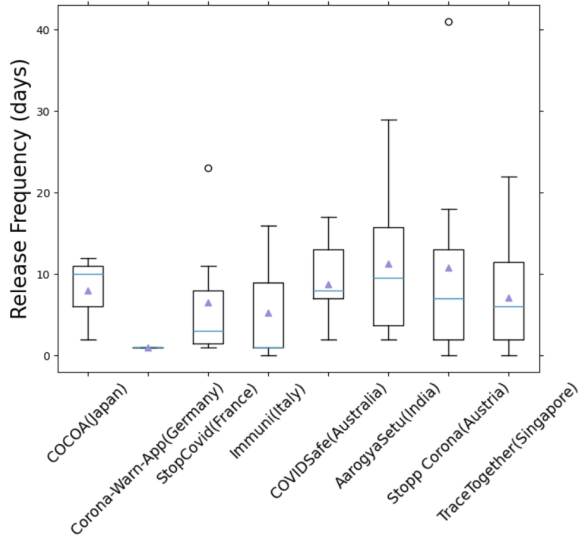 Release Frequency (days)
40
30
20
10
0
COCOA(Japan)
Corona-Warn-App(Germany)
StopCovid(France)
Immuni(Italy)
COVIDSafe(Australia)
AarogyaSetu(India)
Stopp Corona(Austria)
TraceTogether(Singapore)